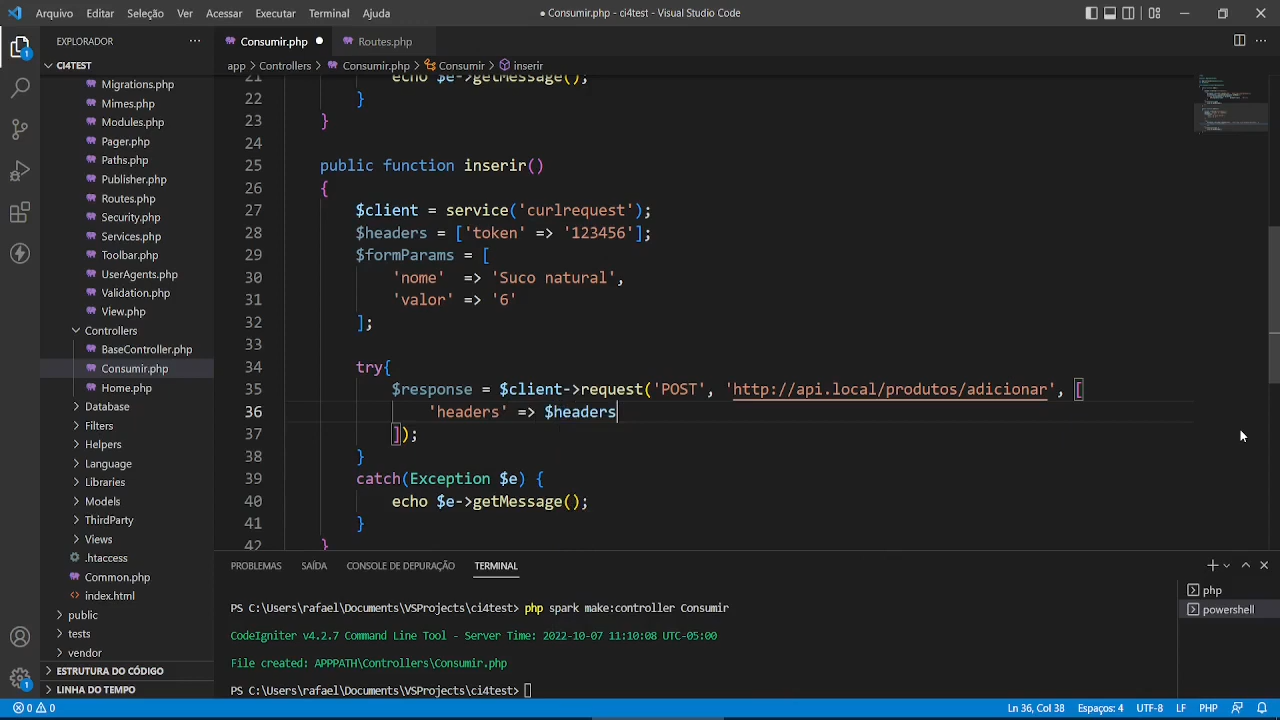 Arquivo Editar Seleção Ver Acessar Executar Terminal Ajuda ● Consumir.php - ci4test - Visual Studio Code
EXPLORADOR ···
CI4TEST
Migrations.php
Mimes.php
Modules.php
Pager.php
Paths.php
Publisher.php
Routes.php
Security.php
Services.php
Toolbar.php
UserAgents.php
Validation.php
View.php
Controllers
BaseController.php
Consumir.php
Home.php
Database
Filters
Helpers
Language
Libraries
Models
ThirdParty
Views
.htaccess
Common.php
index.html
public
tests
vendor
ESTRUTURA DO CÓDIGO
LINHA DO TEMPO
1
1
Consumir.php ● Routes.php
app > Controllers > Consumir.php > Consumir > inserir
21 echo $e->getMessage();
22 }
23 }
24
25 public function inserir()
26 {
27 $client = service('curlrequest');
28 $headers = ['token' => '123456'];
29 $formParams = [
30 'nome' => 'Suco natural',
31 'valor' => '6'
32 ];
33
34 try{
35 $response = $client->request('POST', 'http://api.local/produtos/adicionar', [
36 'headers' => $headers
37 ]);
38 }
39 catch(Exception $e) {
40 echo $e->getMessage();
41 }
42 }
PROBLEMAS SAÍDA CONSOLE DE DEPURAÇÃO TERMINAL
PS C:\Users\rafael\Documents\VSProjects\ci4test> php spark make:controller Consumir
CodeIgniter v4.2.7 Command Line Tool - Server Time: 2022-10-07 11:10:08 UTC-05:00
File created: APPPATH\Controllers\Consumir.php
PS C:\Users\rafael\Documents\VSProjects\ci4test>
php
powershell
0 0 Ln 36, Col 38 Espaços: 4 UTF-8 LF PHP